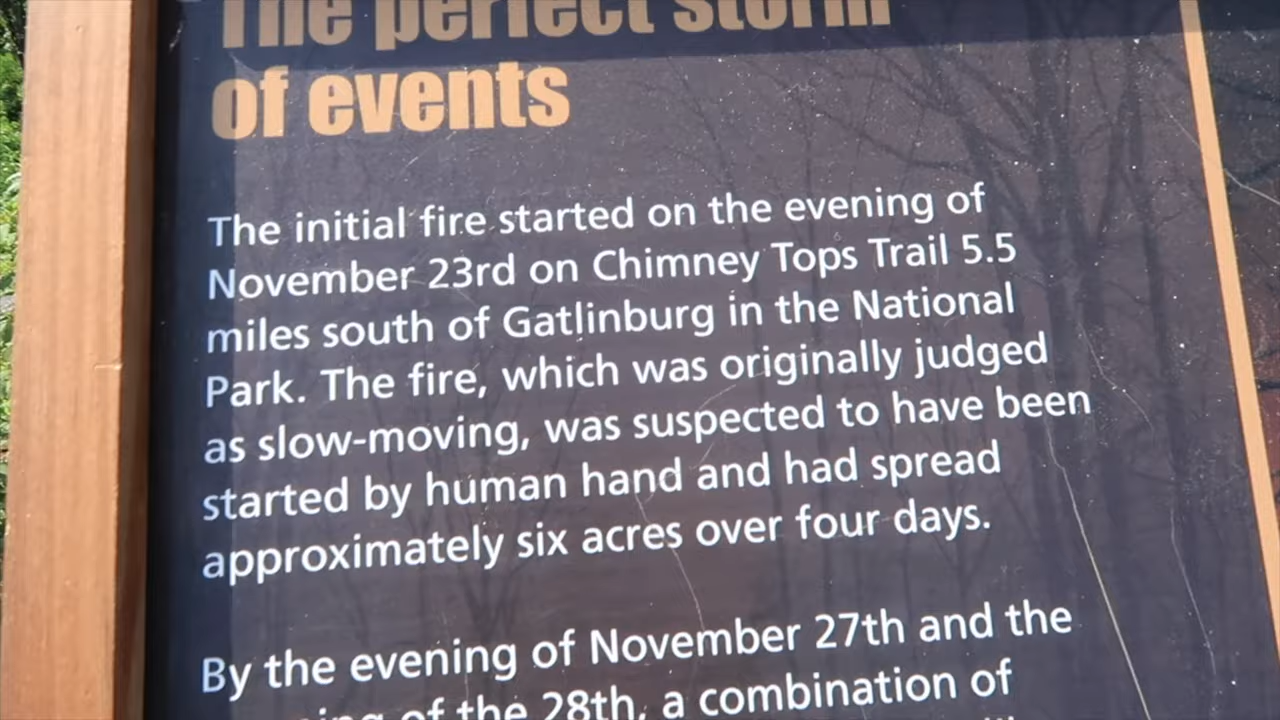 The perfect storm
of events
The initial fire started on the evening of
November 23rd on Chimney Tops Trail 5.5
miles south of Gatlinburg in the National
Park. The fire, which was originally judged
as slow-moving, was suspected to have been
started by human hand and had spread
approximately six acres over four days.
By the evening of November 27th and the
of the 28th, a combination of